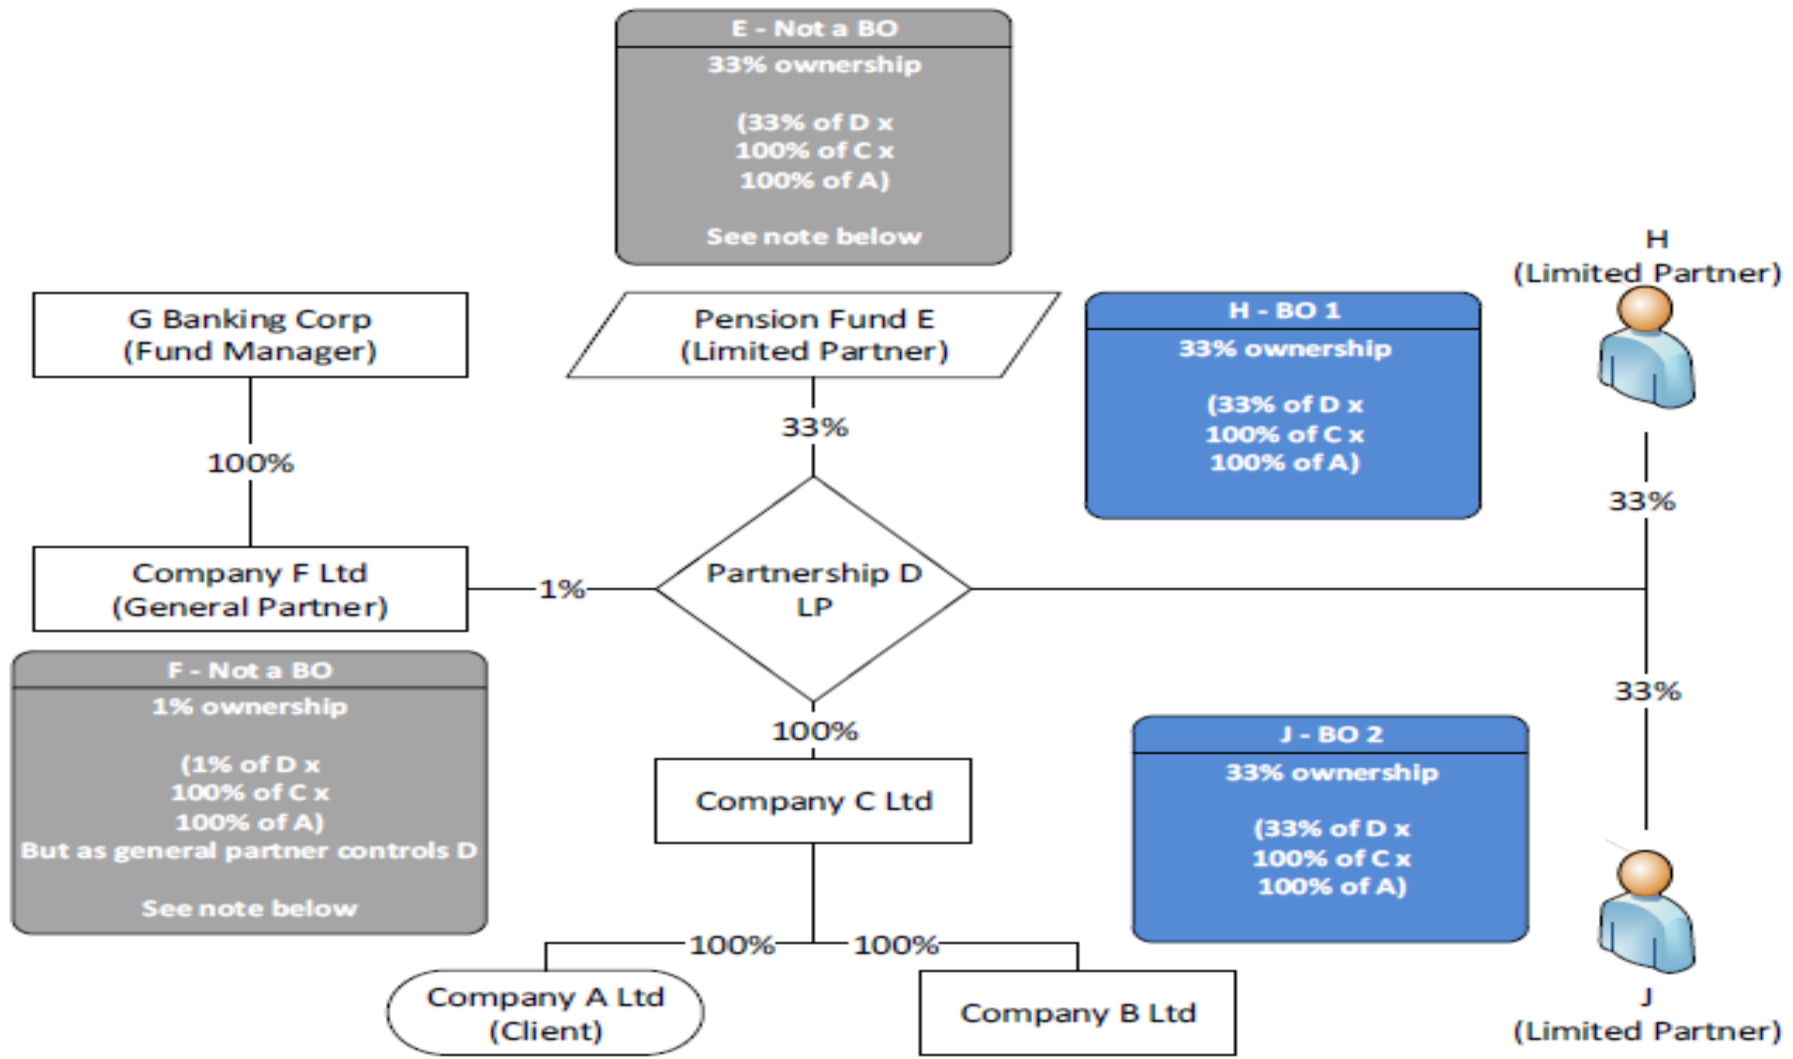 E - Not a BO
33% ownership
(33% of D x
100% of C x
100% of A)
See note below
H
(Limited Partner)
G Banking Corp
(Fund Manager)
Pension Fund E
(Limited Partner)
H - BO 1
33% ownership
(33% of D x
100% of C x
100% of A)
33%
100%
33%
Company F Ltd
(General Partner)
1%
Partnership D
LP
F - Not a BO
1% ownership
(1% of D x
100% of C x
100% of A)
But as general partner controls D
See note below
33%
100%
J - BO 2
33% ownership
(33% of D x
100% of C x
100% of A)
Company C Ltd
100%
100%
Company A Ltd
(Client)
Company B Ltd
J
(Limited Partner)